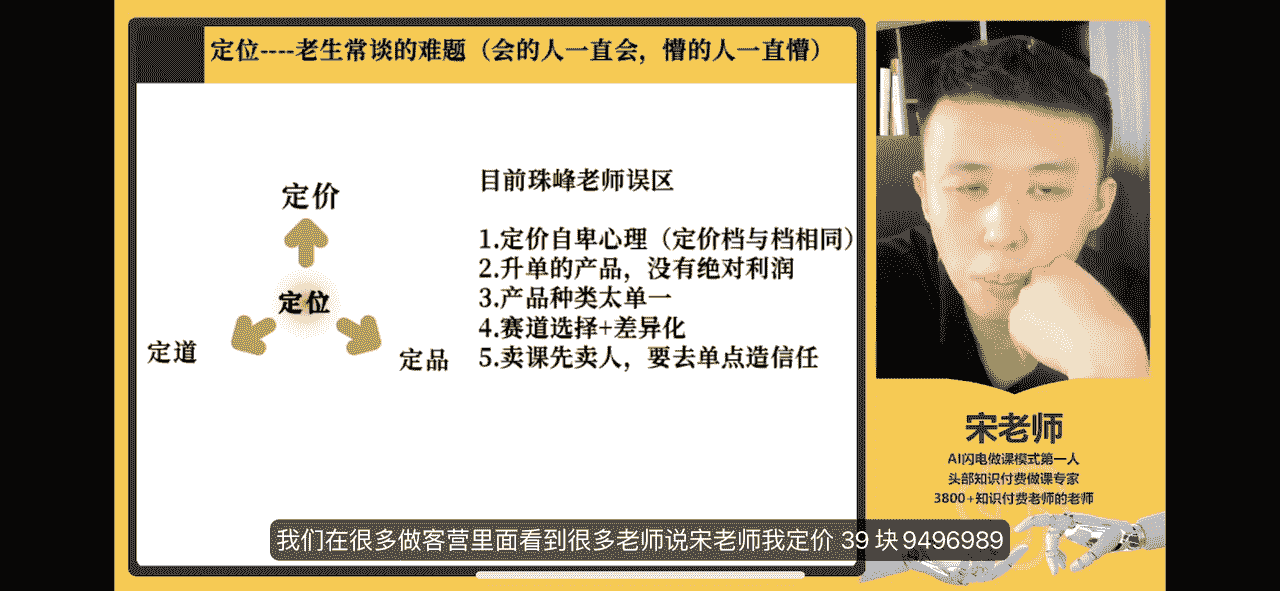 定位----老生常谈的难题（会的人一直会，懵的人一直懵）
定价
定位
定道
定品
目前珠峰老师误区
1.定价自卑心理（定价档与档相同）
2.升单的产品，没有绝对利润
3.产品种类太单一
4.赛道选择+差异化
5.卖课先卖人，要去单点造信任
宋老师
AI闪电做课模式第一人
头部知识付费做课专家
3800+知识付费老师的老师
我们在很多做客营里面看到很多老师说宋老师我定价 39 块9496989